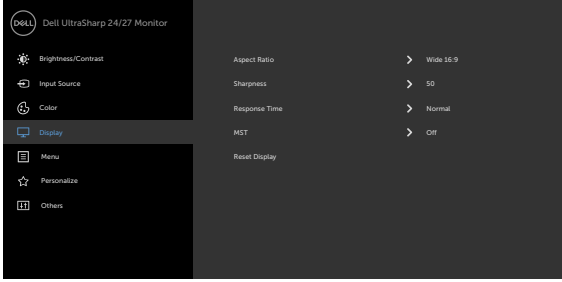 DELL Dell UltraSharp 24/27 Monitor
Brightness/Contrast
Input Source
Color
Display
Menu
Personalize
Others
Aspect Ratio Wide 16:9
Sharpness 50
Response Time Normal
MST Off
Reset Display